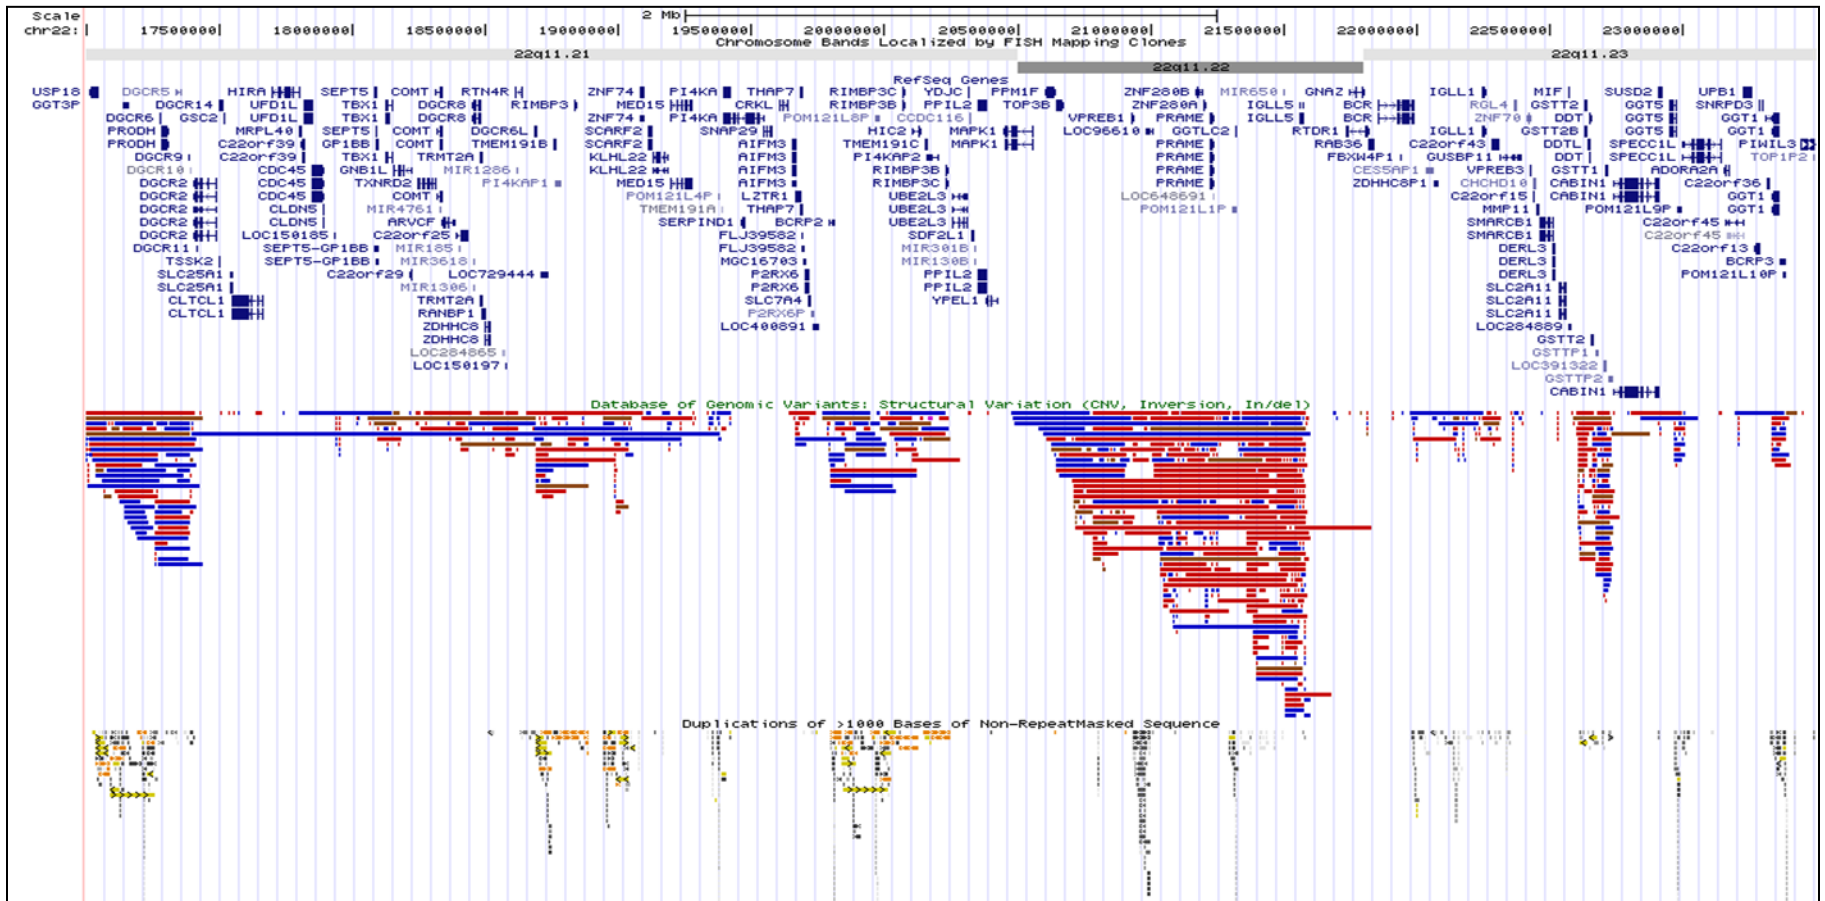 Scale 2 Mb
chr22: 17500000 18000000 18500000 19000000 19500000 20000000 20500000 21000000 21500000 22000000 22500000 23000000
Chromosome Bands Localized by FISH Mapping Clones
22q11.21 22q11.23
22q11.22
RefSeq Genes
USP18 DGCR5 HIRA SEPT5 COMT RTN4R ZNF74 PI4KA THAP7 RIMBP3C YDJC PPM1F ZNF280B MIR650 GNAZ IGLL1 MIF SUSD2 UPB1
GGT3P DGCR14 UFD1L TBX1 DGCR8 RIMBP3 MED15 CRKL RIMBP3B PPIL2 TOP3B ZNF280A IGLL5 BCR RGL4 GSTT2 GGT5 SNRPD3
DGCR6 GSC2 UFD1L TBX1 DGCR8 ZNF74 PI4KA POM121L8P CCDC116 VPREB1 PRAME IGLL5 BCR ZNF70 DDT GGT5 GGT1
PRODH MRPL40 SEPT5 COMT DGCR6L SCARF2 SNAP29 HIC2 MAPK1 LOC96610 GGTLC2 RTDR1 IGLL1 GSTT2B GGT5 GGT1
PRODH C22orf39 GP1BB COMT TMEM191B SCARF2 AIFM3 TMEM191C MAPK1 PRAME RAB36 C22orf43 DDTL SPECC1L PIWIL3
DGCR9 C22orf39 TBX1 TRMT2A KLHL22 AIFM3 PI4KAP2 PRAME FBXW4P1 GUSBP11 DDT SPECC1L TOP1P2
DGCR10 CDC45 GNB1L MIR1286 KLHL22 AIFM3 RIMBP3B PRAME CES5AP1 VPREB3 GSTT1 ADORA2A
DGCR2 CDC45 TXNRD2 PI4KAP1 MED15 AIFM3 RIMBP3C PRAME ZDHHC8P1 CHCHD10 CABIN1 C22orf36
DGCR2 CDC45 COMT POM121L4P LZTR1 UBE2L3 LOC648691 C22orf15 CABIN1 GGT1
DGCR2 CLDN5 MIR4761 TMEM191A THAP7 UBE2L3 POM121L1P MMP11 POM121L9P GGT1
DGCR2 CLDN5 ARVCF SERPIND1 BCRP2 UBE2L3 SMARCB1 C22orf45
DGCR2 LOC150185 C22orf25 FLJ39582 SDF2L1 SMARCB1 C22orf45
DGCR11 SEPT5-GP1BB MIR185 FLJ39582 MIR301B DERL3 C22orf13
TSSK2 SEPT5-GP1BB MIR3618 MGC16703 MIR130B DERL3 BCRP3
SLC25A1 C22orf29 LOC729444 P2RX6 PPIL2 DERL3 POM121L10P
SLC25A1 MIR1306 P2RX6 PPIL2 SLC2A11
CLTCL1 TRMT2A SLC7A4 YPEL1 SLC2A11
CLTCL1 RANBP1 P2RX6P SLC2A11
ZDHHC8 LOC400891 LOC284889
ZDHHC8 GSTT2
LOC284865 GSTTP1
LOC150197 LOC391322
GSTTP2
CABIN1
Database of Genomic Variants: Structural Variation (CNV, Inversion, In/del)
Duplications of >1000 Bases of Non-RepeatMasked Sequence